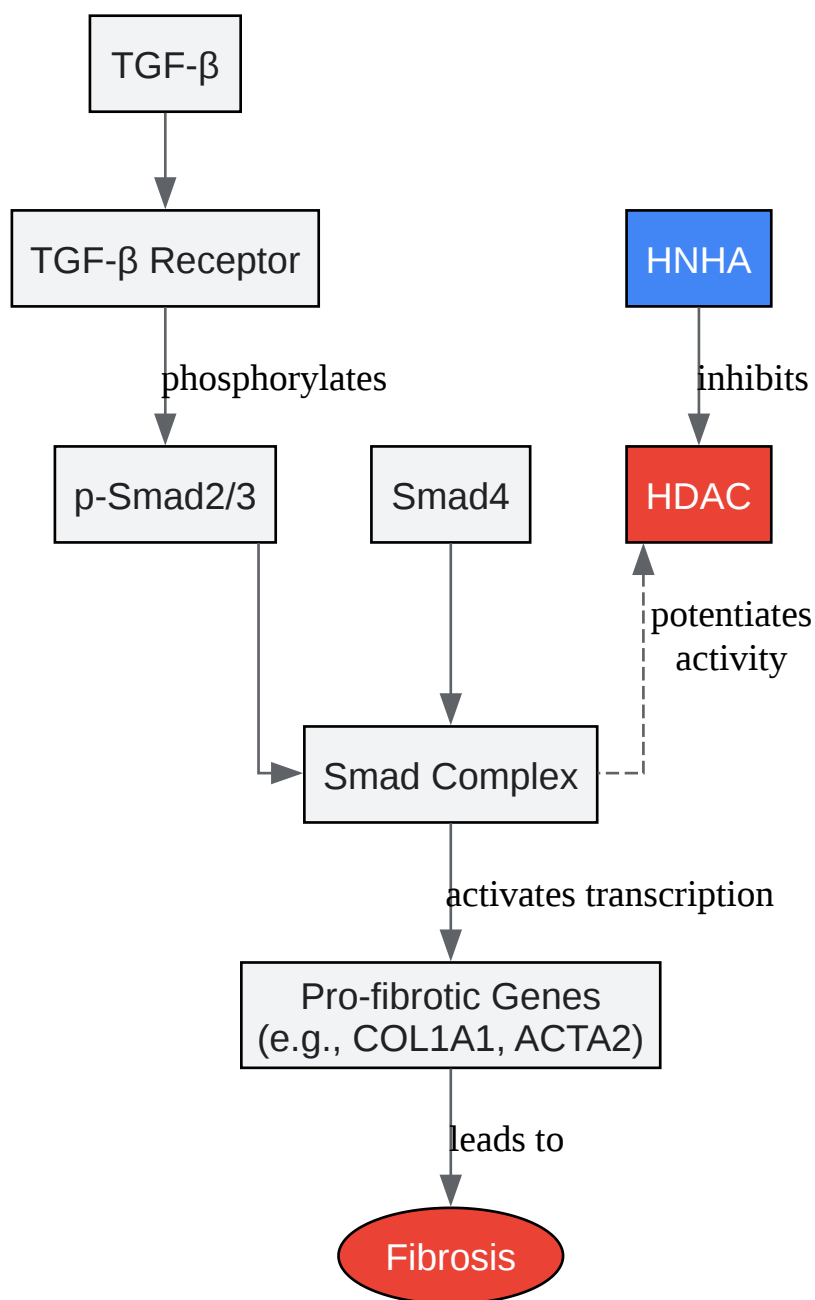 TGF-β
TGF-β Receptor
HNHA
phosphorylates
inhibits
p-Smad2/3
Smad4
HDAC
potentiates
activity
Smad Complex
activates transcription
Pro-fibrotic Genes
(e.g., COL1A1, ACTA2)
leads to
Fibrosis